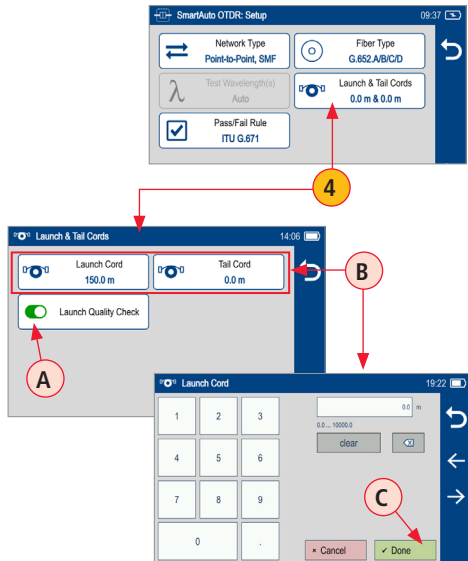 SmartAuto OTDR: Setup 09:37
Network Type
Point-to-Point, SMF
Fiber Type
G.652.A/B/C/D
λ
Test Wavelength(s)
Auto
Launch & Tail Cords
0.0 m & 0.0 m
Pass/Fail Rule
ITU G.671
4
Launch & Tail Cords 14:06
Launch Cord
150.0 m
Tail Cord
0.0 m
B
Launch Quality Check
A
Launch Cord 19:22
1 2 3
0.0 m
0.0 ... 10000.0
clear
4 5 6
7 8 9
C
0 .
× Cancel
✓ Done